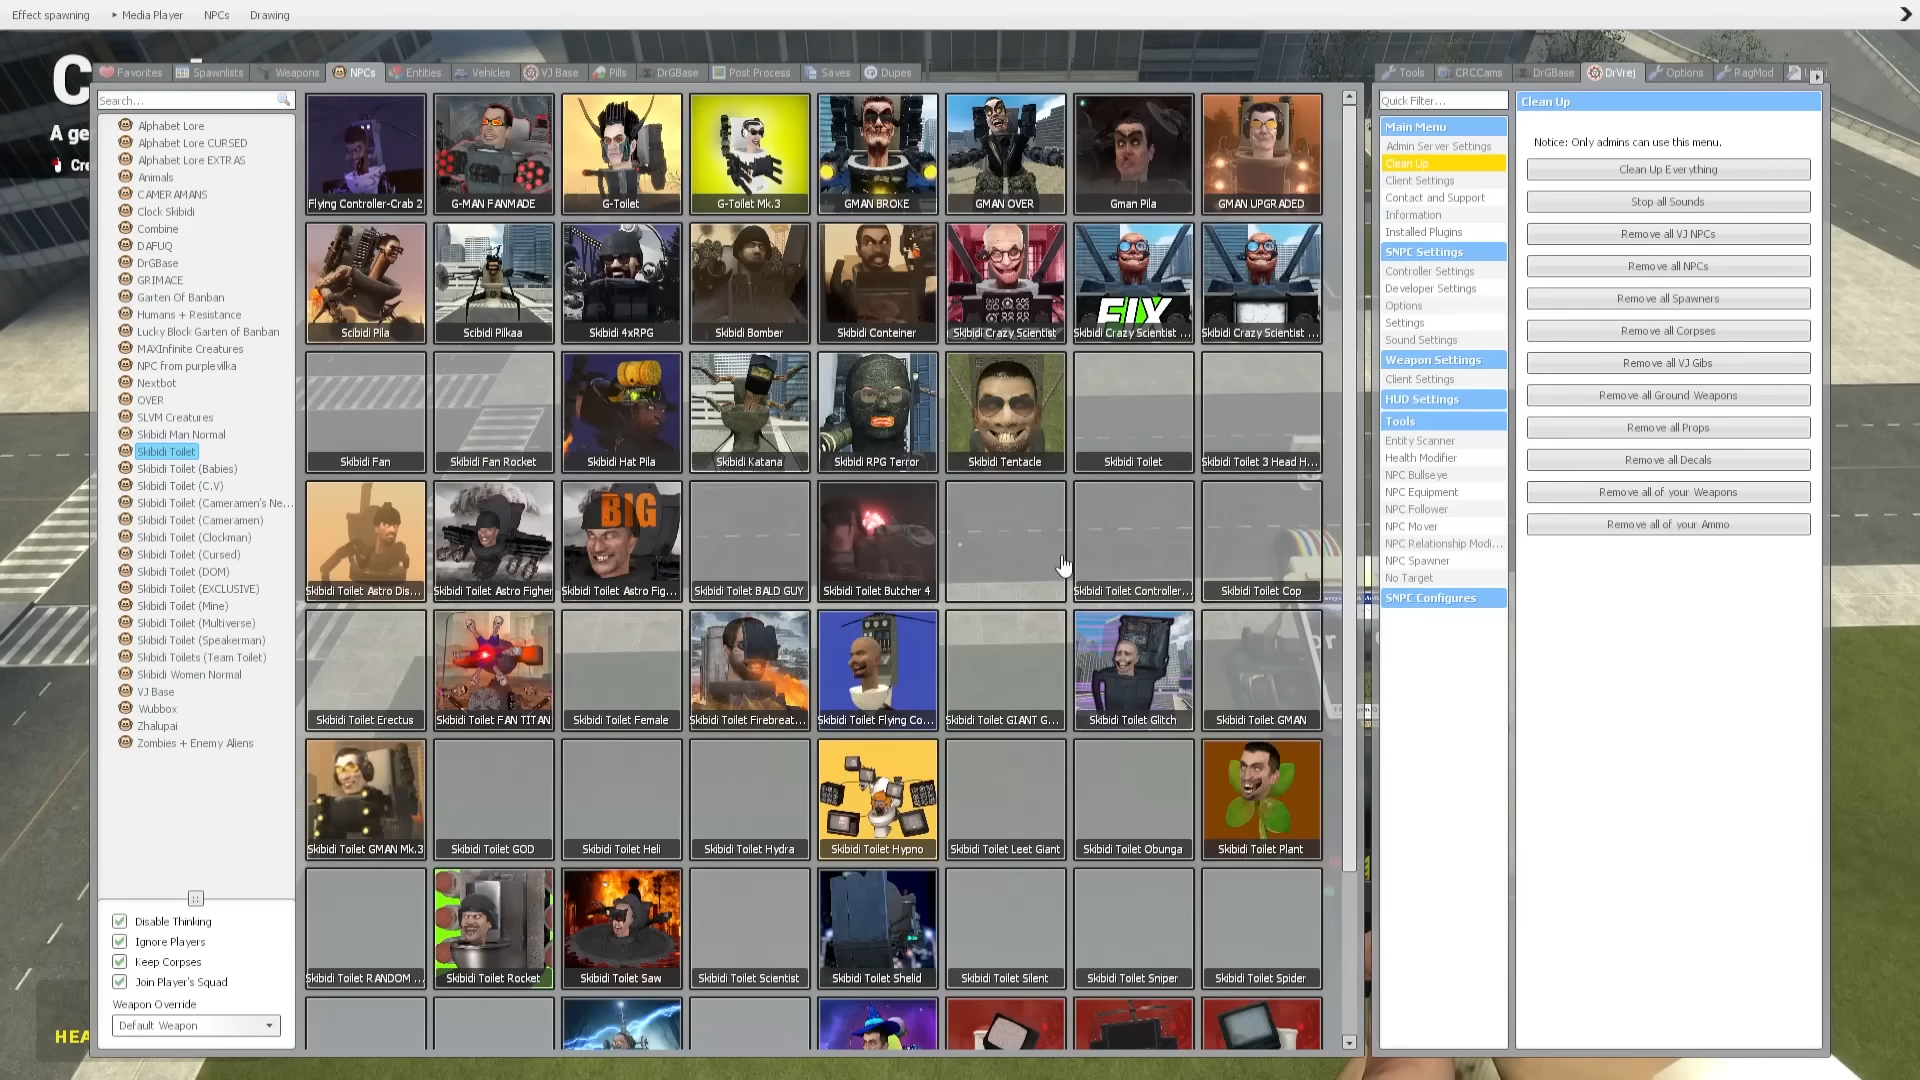 Effect spawning
Media Player
NPCs
Drawing
C
A ge
Cre
Favorites
Spawnlists
Weapons
NPCs
Entities
Vehicles
VJ Base
Pills
DrGBase
Post Process
Saves
Dupes
Tools
CRCCams
DrGBase
DrVrej
Options
RagMod
Search...
Alphabet Lore
Alphabet Lore CURSED
Alphabet Lore EXTRAS
Animals
CAMERAMANS
Clock Skibidi
Combine
DAFUQ
DrGBase
GRIMACE
Garten Of Banban
Humans + Resistance
Lucky Block Garten of Banban
MAXInfinite Creatures
NPC from purplevilka
Nextbot
OVER
SLVM Creatures
Skibidi Man Normal
Skibidi Toilet
Skibidi Toilet (Babies)
Skibidi Toilet (C.V)
Skibidi Toilet (Cameramen's Ne...
Skibidi Toilet (Cameramen)
Skibidi Toilet (Clockman)
Skibidi Toilet (Cursed)
Skibidi Toilet (DOM)
Skibidi Toilet (EXCLUSIVE)
Skibidi Toilet (Mine)
Skibidi Toilet (Multiverse)
Skibidi Toilet (Speakerman)
Skibidi Toilets (Team Toilet)
Skibidi Women Normal
VJ Base
Wubbox
Zhalupai
Zombies + Enemy Aliens
Disable Thinking
Ignore Players
Keep Corpses
Join Player's Squad
Weapon Override
Default Weapon
HEA
Flying Controller-Crab 2
G-MAN FANMADE
G-Toilet
G-Toilet Mk.3
GMAN BROKE
GMAN OVER
Gman Pila
GMAN UPGRADED
Scibidi Pila
Scibidi Pilkaa
Skibidi 4xRPG
Skibidi Bomber
Skibidi Conteiner
Skibidi Crazy Scientist
FIX
Skibidi Crazy Scientist ...
Skibidi Crazy Scientist ...
Skibidi Fan
Skibidi Fan Rocket
Skibidi Hat Pila
Skibidi Katana
Skibidi RPG Terror
Skibidi Tentacle
Skibidi Toilet
Skibidi Toilet 3 Head H...
Skibidi Toilet Astro Des...
Skibidi Toilet Astro Figher
BIG
Skibidi Toilet Astro Fig...
Skibidi Toilet BALD GUY
Skibidi Toilet Butcher 4
Skibidi Toilet Controller...
Skibidi Toilet Cop
Skibidi Toilet Erectus
Skibidi Toilet FAN TITAN
Skibidi Toilet Female
Skibidi Toilet Firebreat...
Skibidi Toilet Flying Co...
Skibidi Toilet GIANT G...
Skibidi Toilet Glitch
Skibidi Toilet GMAN
Skibidi Toilet GMAN Mk.3
Skibidi Toilet GOD
Skibidi Toilet Heli
Skibidi Toilet Hydra
Skibidi Toilet Hypno
Skibidi Toilet Leet Giant
Skibidi Toilet Obunga
Skibidi Toilet Plant
Skibidi Toilet RANDOM ...
Skibidi Toilet Rocket
Skibidi Toilet Saw
Skibidi Toilet Scientist
Skibidi Toilet Shelid
Skibidi Toilet Silent
Skibidi Toilet Sniper
Skibidi Toilet Spider
Quick Filter...
Main Menu
Admin Server Settings
Clean Up
Client Settings
Contact and Support
Information
Installed Plugins
SNPC Settings
Controller Settings
Developer Settings
Options
Settings
Sound Settings
Weapon Settings
Client Settings
HUD Settings
Tools
Entity Scanner
Health Modifier
NPC Bullseye
NPC Equipment
NPC Follower
NPC Mover
NPC Relationship Modi...
NPC Spawner
No Target
SNPC Configures
Clean Up
Notice: Only admins can use this menu.
Clean Up Everything
Stop all Sounds
Remove all VJ NPCs
Remove all NPCs
Remove all Spawners
Remove all Corpses
Remove all VJ Gibs
Remove all Ground Weapons
Remove all Props
Remove all Decals
Remove all of your Weapons
Remove all of your Ammo